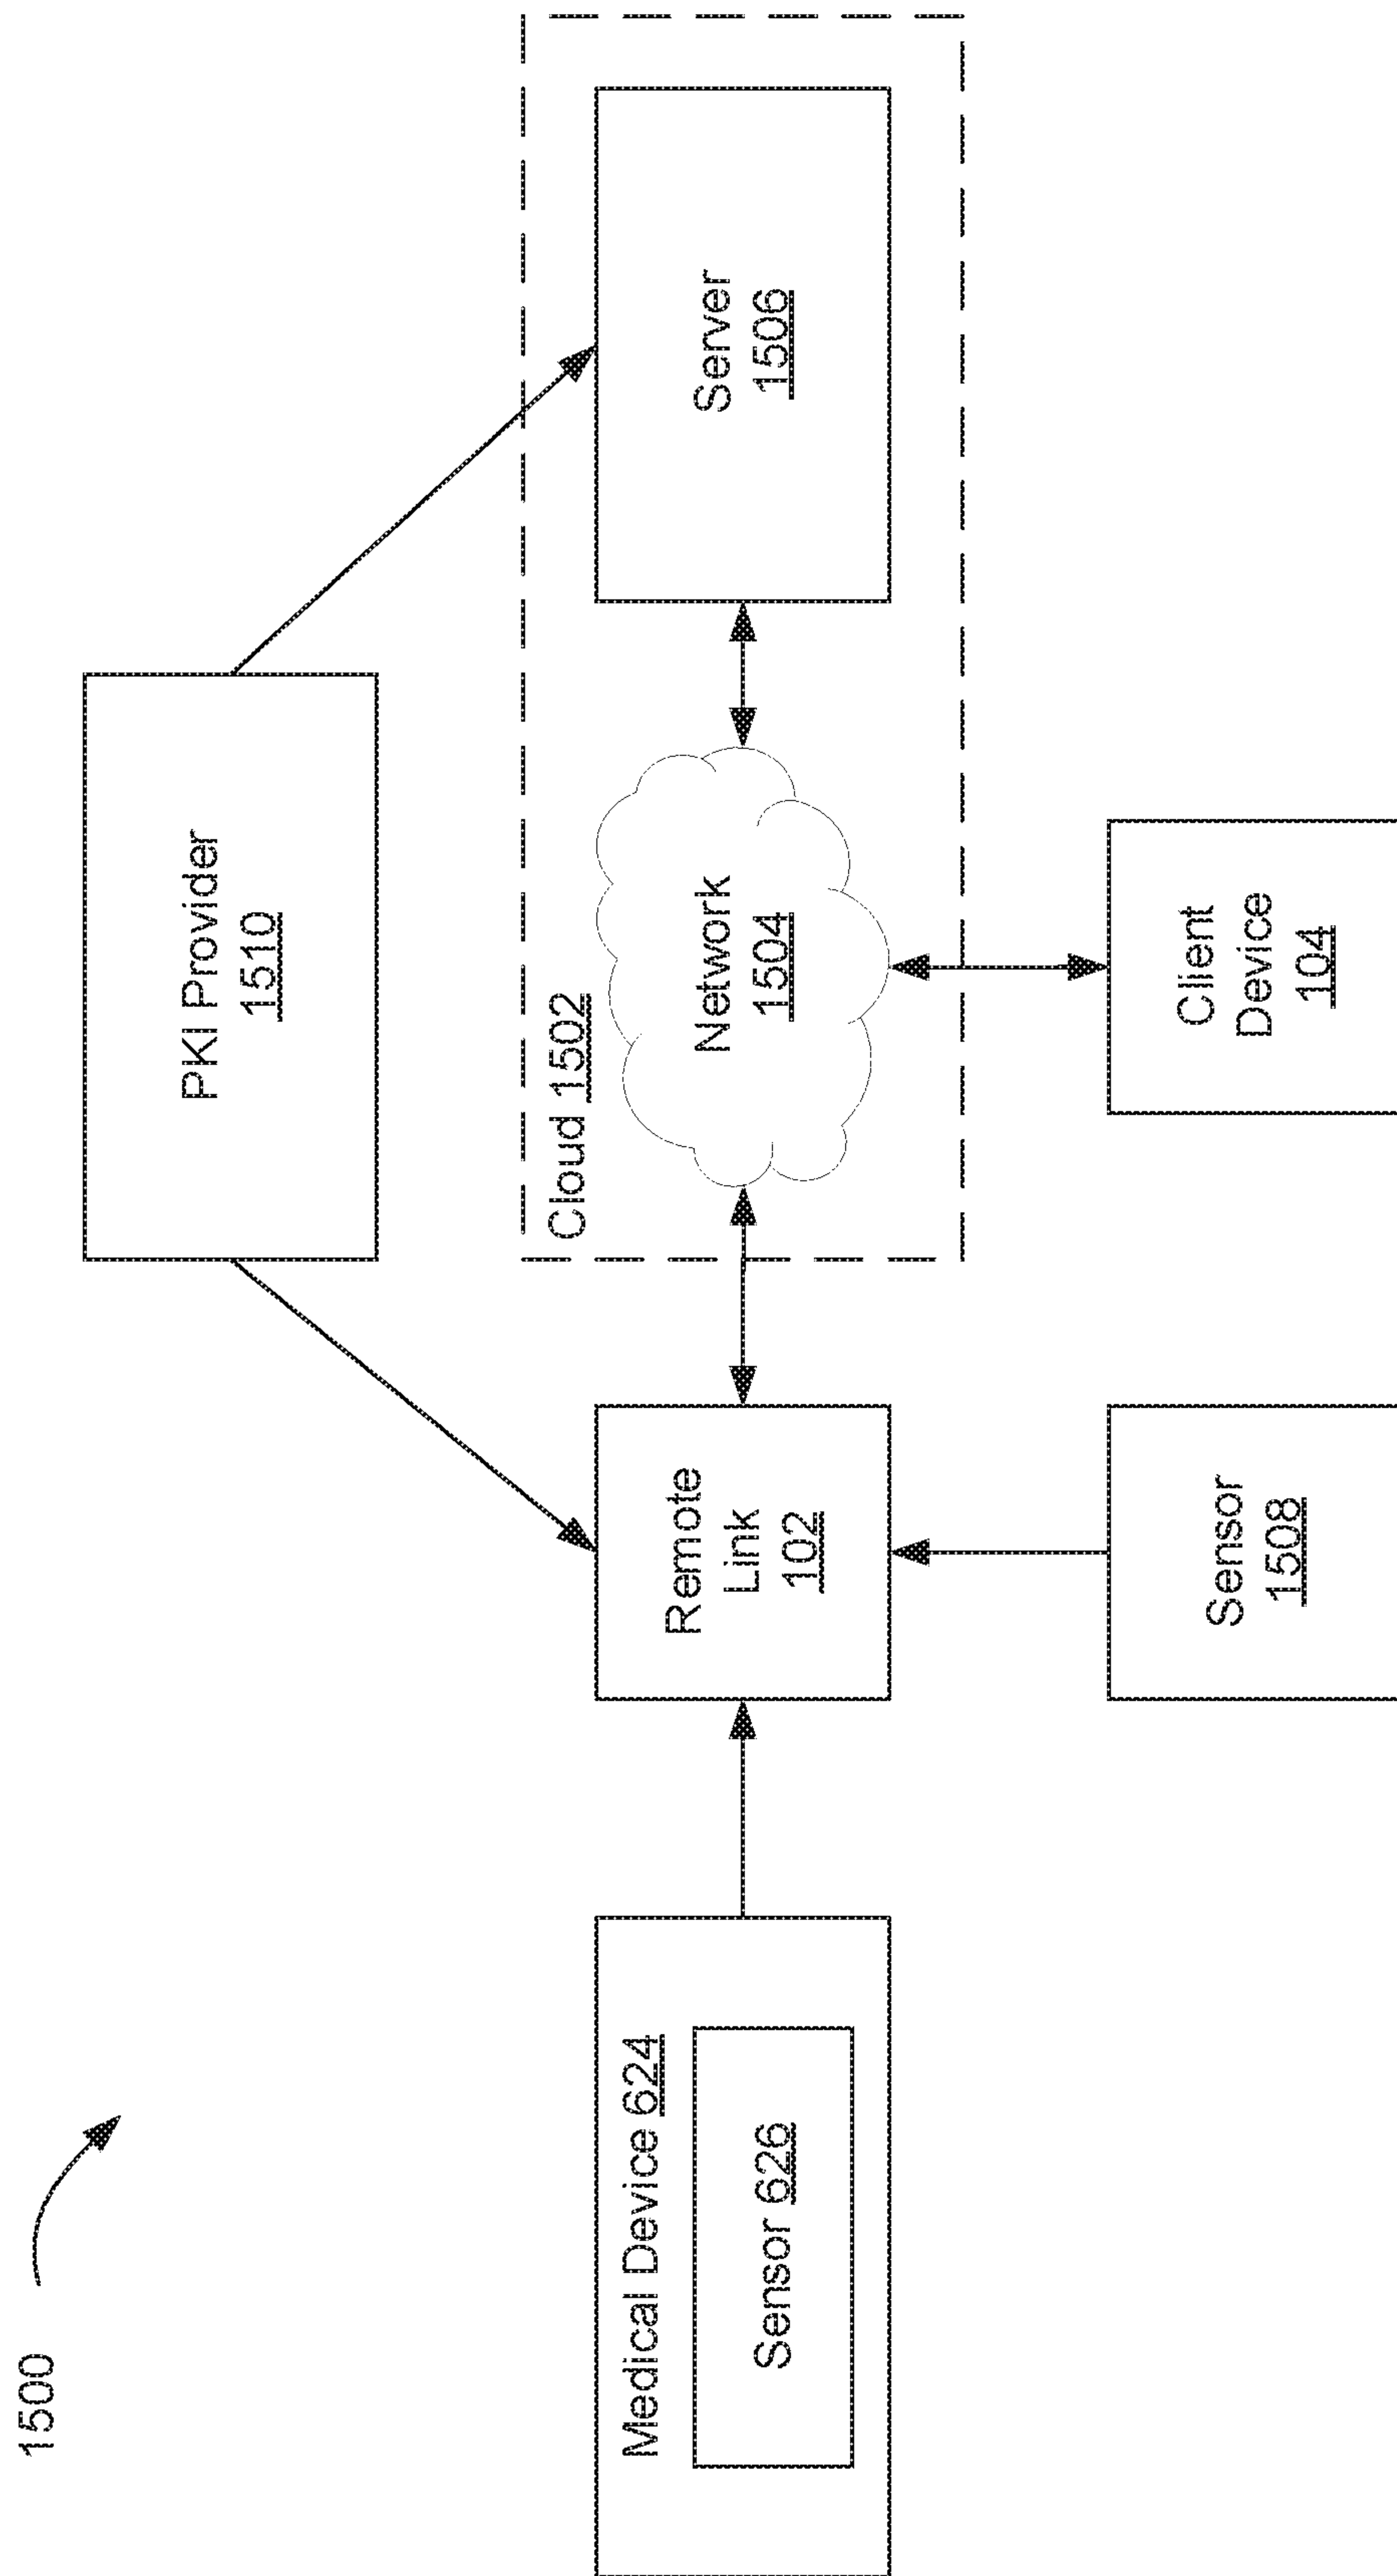 1500
PKI Provider
1510
Cloud 1502
Medical Device 624
Sensor 626
Remote
Link
102
Network
1504
Server
1506
Sensor
1508
Client
Device
104